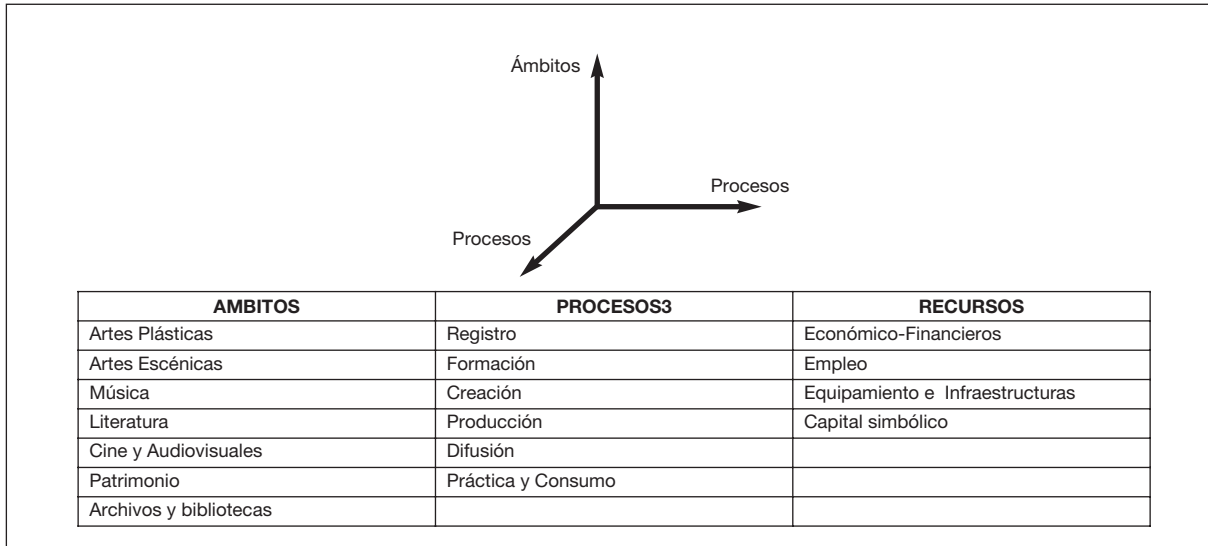 Ámbitos
Procesos
Procesos
AMBITOS PROCESOS3 RECURSOS
Artes Plásticas Registro Económico-Financieros
Artes Escénicas Formación Empleo
Música Creación Equipamiento e Infraestructuras
Literatura Producción Capital simbólico
Cine y Audiovisuales Difusión
Patrimonio Práctica y Consumo
Archivos y bibliotecas